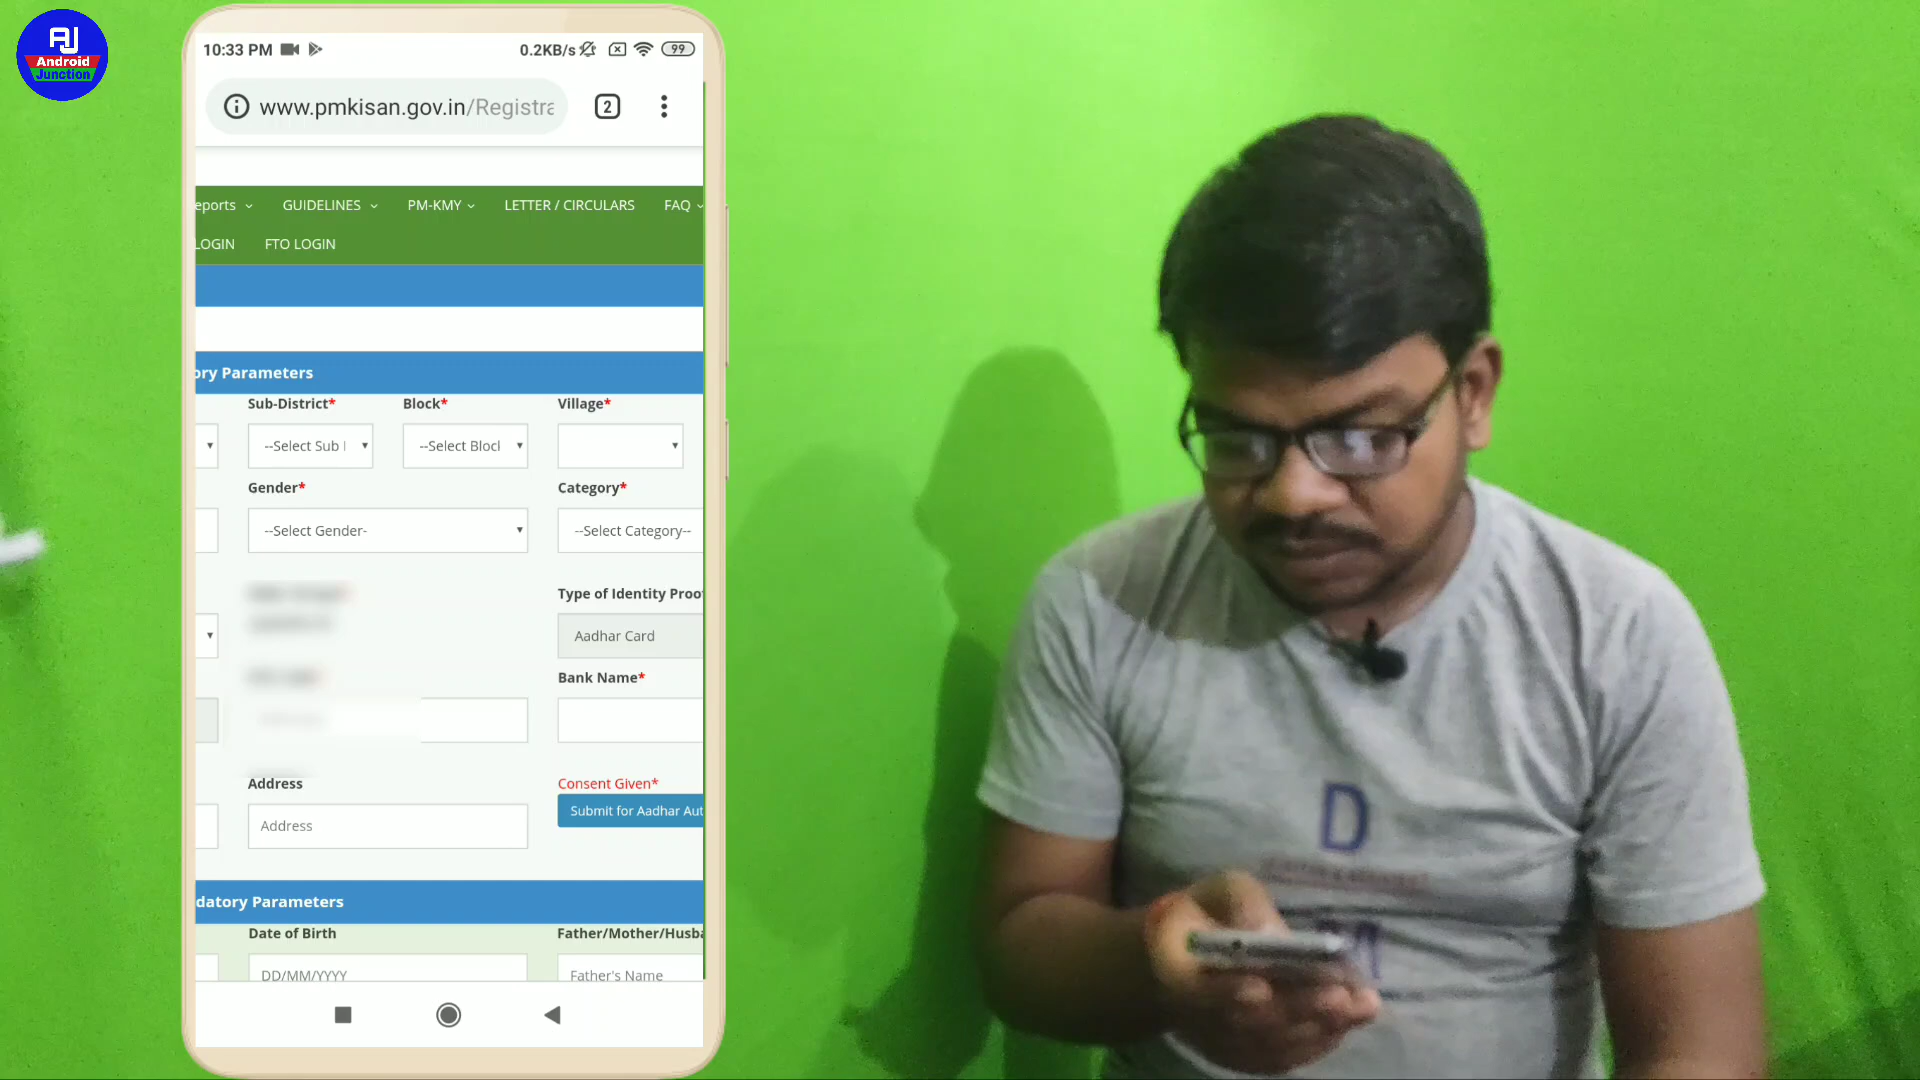 AJ
Android
Junction
10:33 PM
0.2KB/s
99
www.pmkisan.gov.in/Registra
2
eports
GUIDELINES
PM-KMY
LETTER / CIRCULARS
FAQ
LOGIN
FTO LOGIN
ory Parameters
Sub-District*
Block*
Village*
--Select Sub
--Select Bloc
Gender*
Category*
--Select Gender-
--Select Category--
Type of Identity Proo
Aadhar Card
Bank Name*
Address
Consent Given*
Submit for Aadhar Aut
Address
datory Parameters
Date of Birth
Father/Mother/Husba
DD/MM/YYYY
Father's Name
D